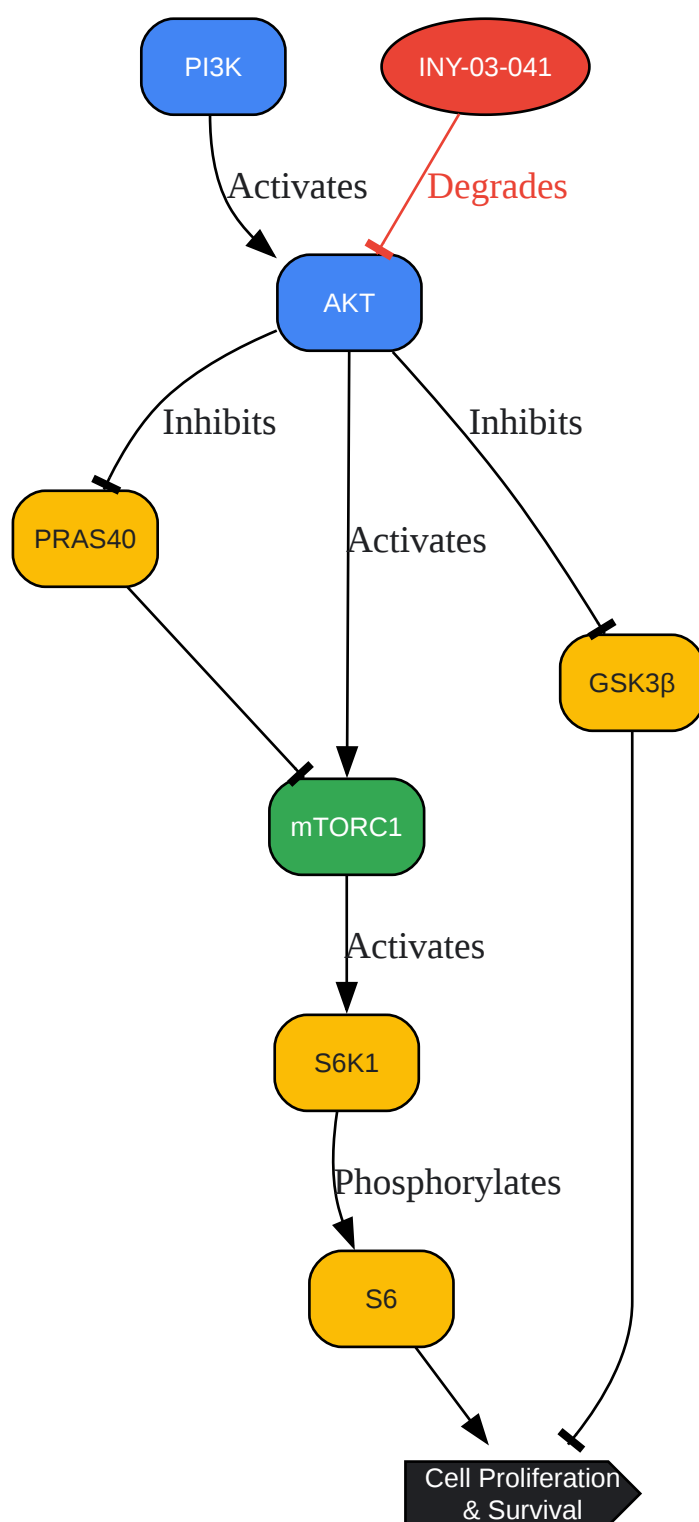 PI3K
INY-03-041
Activates
Degrades
AKT
Inhibits
Inhibits
PRAS40
Activates
GSK3β
mTORC1
Activates
S6K1
Phosphorylates
S6
Cell Proliferation
& Survival